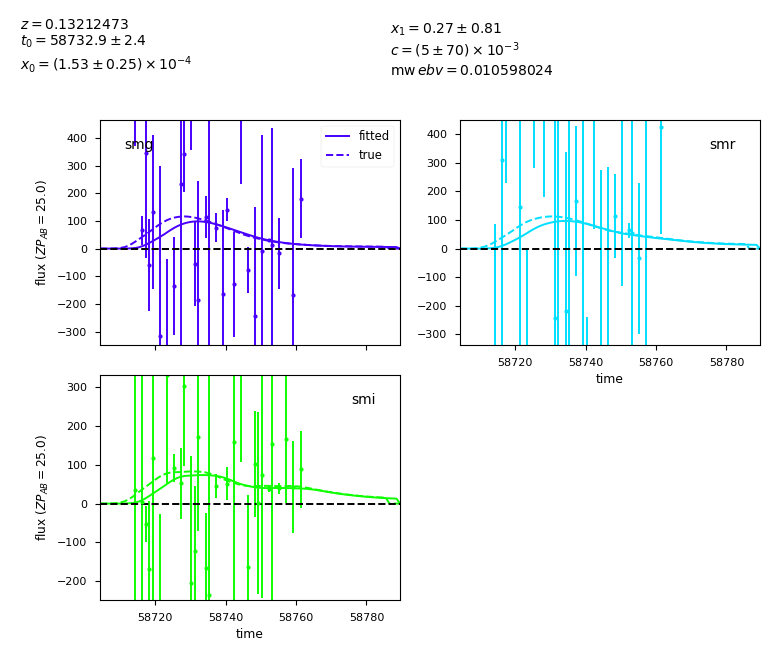 z = 0.13212473
t₀ = 58732.9 ± 2.4
x₀ = (1.53 ± 0.25) × 10⁻⁴
x₁ = 0.27 ± 0.81
c = (5 ± 70) × 10⁻³
mw ebv = 0.010598024
smg
fitted
true
400
300
200
100
0
−100
−200
−300
flux (ZP_AB = 25.0)
smr
400
300
200
100
0
−100
−200
−300
58720 58740 58760 58780
time
smi
300
200
100
0
−100
−200
flux (ZP_AB = 25.0)
58720 58740 58760 58780
time